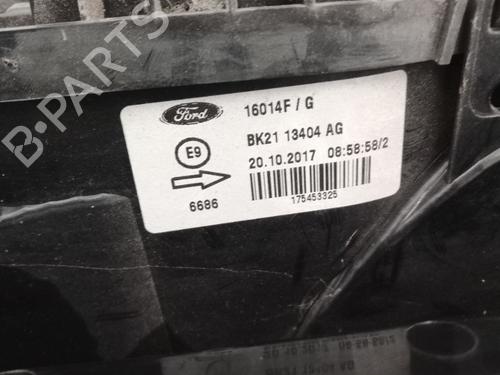 B-PARTS
Ford
16014F / G
BK21 13404 AG
E9
20.10.2017 08:58:58/2
6686
175453325